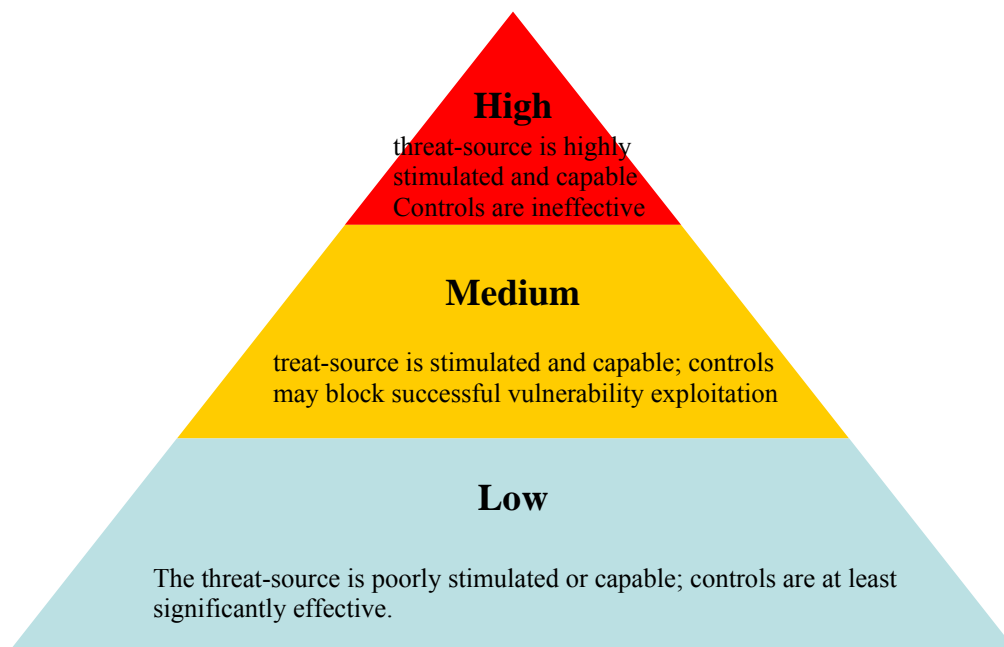 High
threat-source is highly
stimulated and capable
Controls are ineffective
Medium
treat-source is stimulated and capable; controls
may block successful vulnerability exploitation
Low
The threat-source is poorly stimulated or capable; controls are at least
significantly effective.